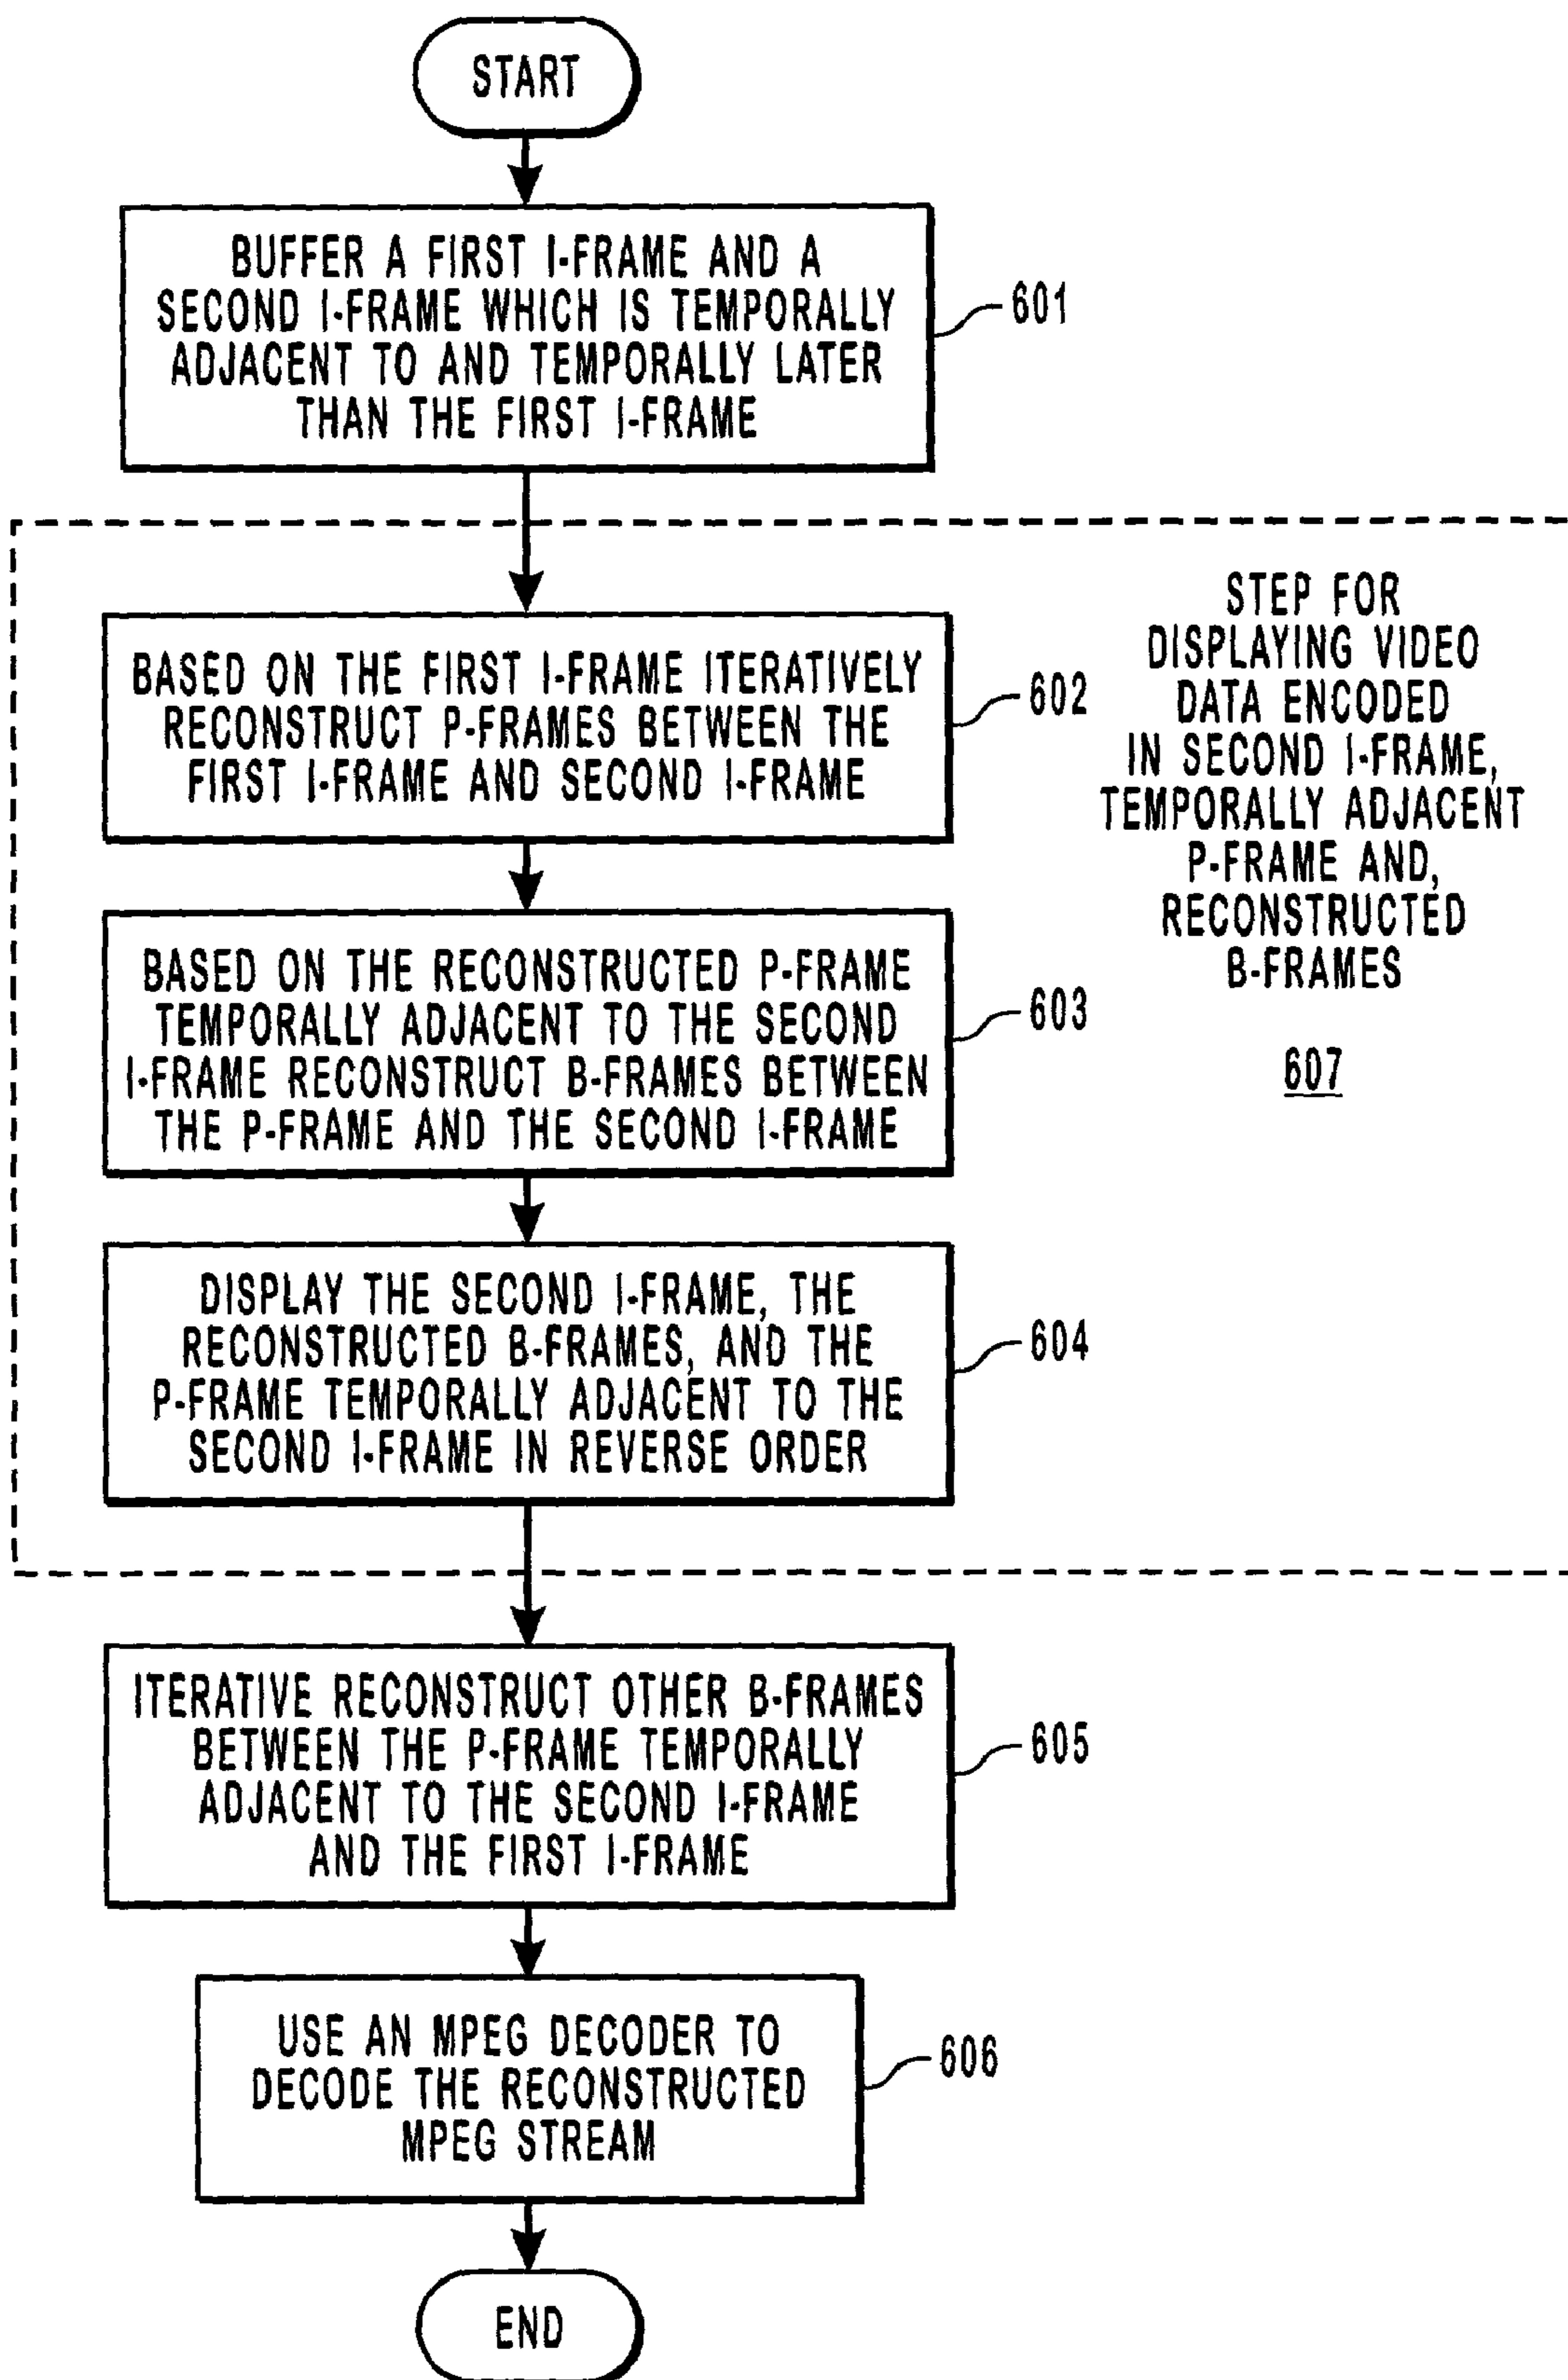 START
BUFFER A FIRST I-FRAME AND A
SECOND I-FRAME WHICH IS TEMPORALLY
ADJACENT TO AND TEMPORALLY LATER
THAN THE FIRST I-FRAME
601
BASED ON THE FIRST I-FRAME ITERATIVELY
RECONSTRUCT P-FRAMES BETWEEN THE
FIRST I-FRAME AND SECOND I-FRAME
602
STEP FOR
DISPLAYING VIDEO
DATA ENCODED
IN SECOND I-FRAME,
TEMPORALLY ADJACENT
P-FRAME AND,
RECONSTRUCTED
B-FRAMES
607
BASED ON THE RECONSTRUCTED P-FRAME
TEMPORALLY ADJACENT TO THE SECOND
I-FRAME RECONSTRUCT B-FRAMES BETWEEN
THE P-FRAME AND THE SECOND I-FRAME
603
DISPLAY THE SECOND I-FRAME, THE
RECONSTRUCTED B-FRAMES, AND THE
P-FRAME TEMPORALLY ADJACENT TO THE
SECOND I-FRAME IN REVERSE ORDER
604
ITERATIVE RECONSTRUCT OTHER B-FRAMES
BETWEEN THE P-FRAME TEMPORALLY
ADJACENT TO THE SECOND I-FRAME
AND THE FIRST I-FRAME
605
USE AN MPEG DECODER TO
DECODE THE RECONSTRUCTED
MPEG STREAM
606
END